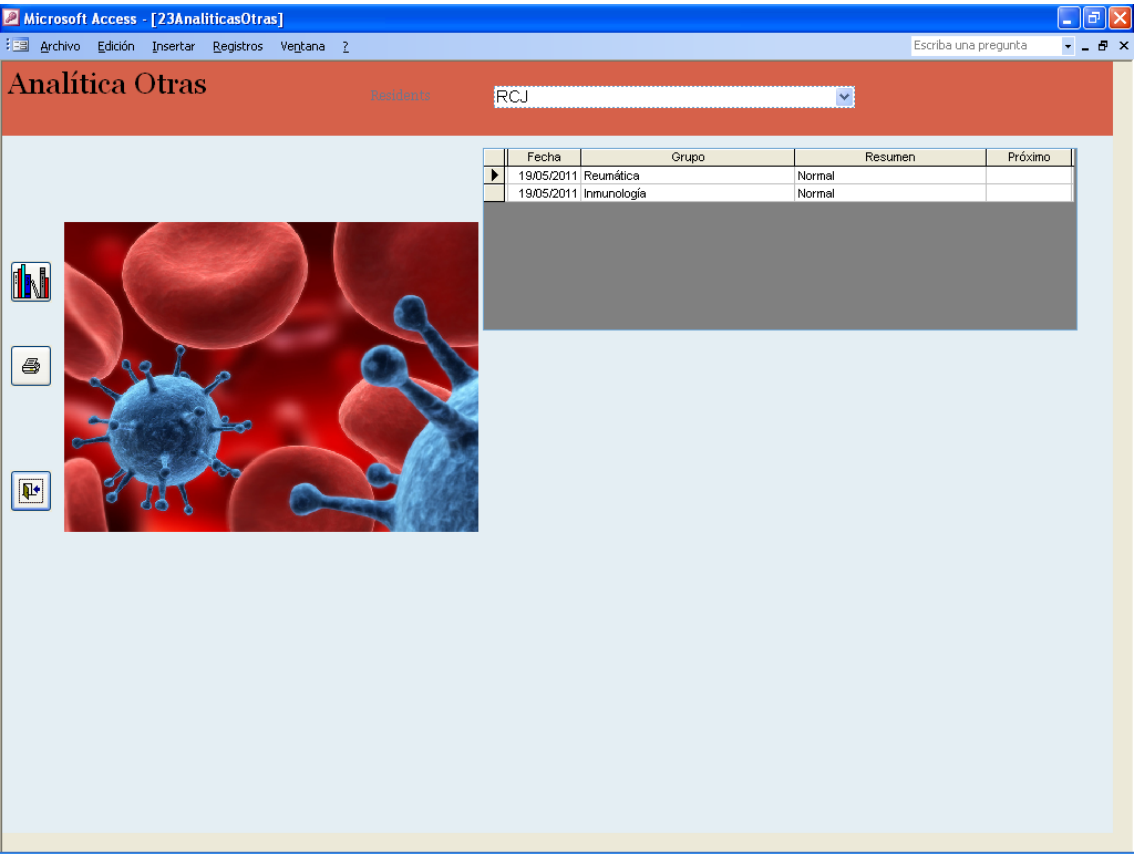 Microsoft Access - [23AnaliticasOtras]
Archivo Edición Insertar Registros Ventana ? Escriba una pregunta
Analítica Otras
Residents RCJ
Fecha Grupo Resumen Próximo
19/05/2011 Reumática Normal
19/05/2011 Inmunología Normal